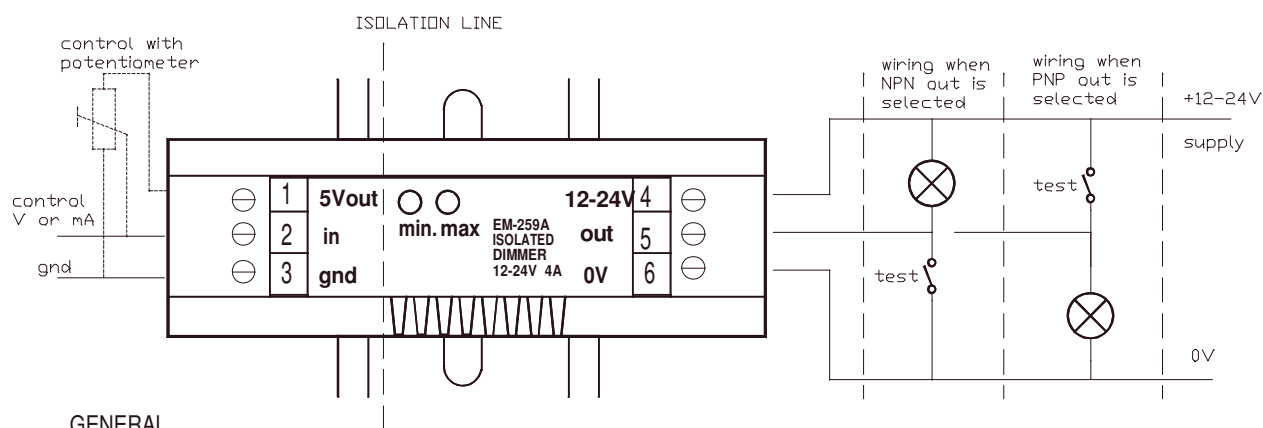 ISOLATION LINE
control with
potentiometer
wiring when
NPN out is
selected
wiring when
PNP out is
selected
+12-24V
supply
control
V or mA
gnd
1 5Vout
2 in
3 gnd
min. max
EM-259A
ISOLATED
DIMMER
12-24V 4A
12-24V 4
out 5
0V 6
test
test
0V
GENERAL